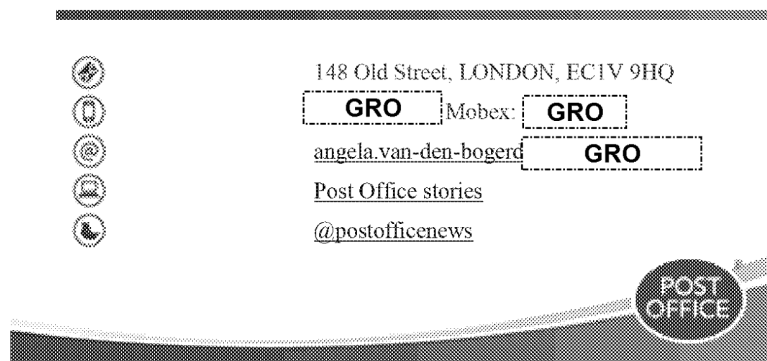 148 Old Street, LONDON, EC1V 9HQ
GRO Mobex: GRO
angela.van-den-bogerd GRO
Post Office stories
@postofficenews
POST
OFFICE